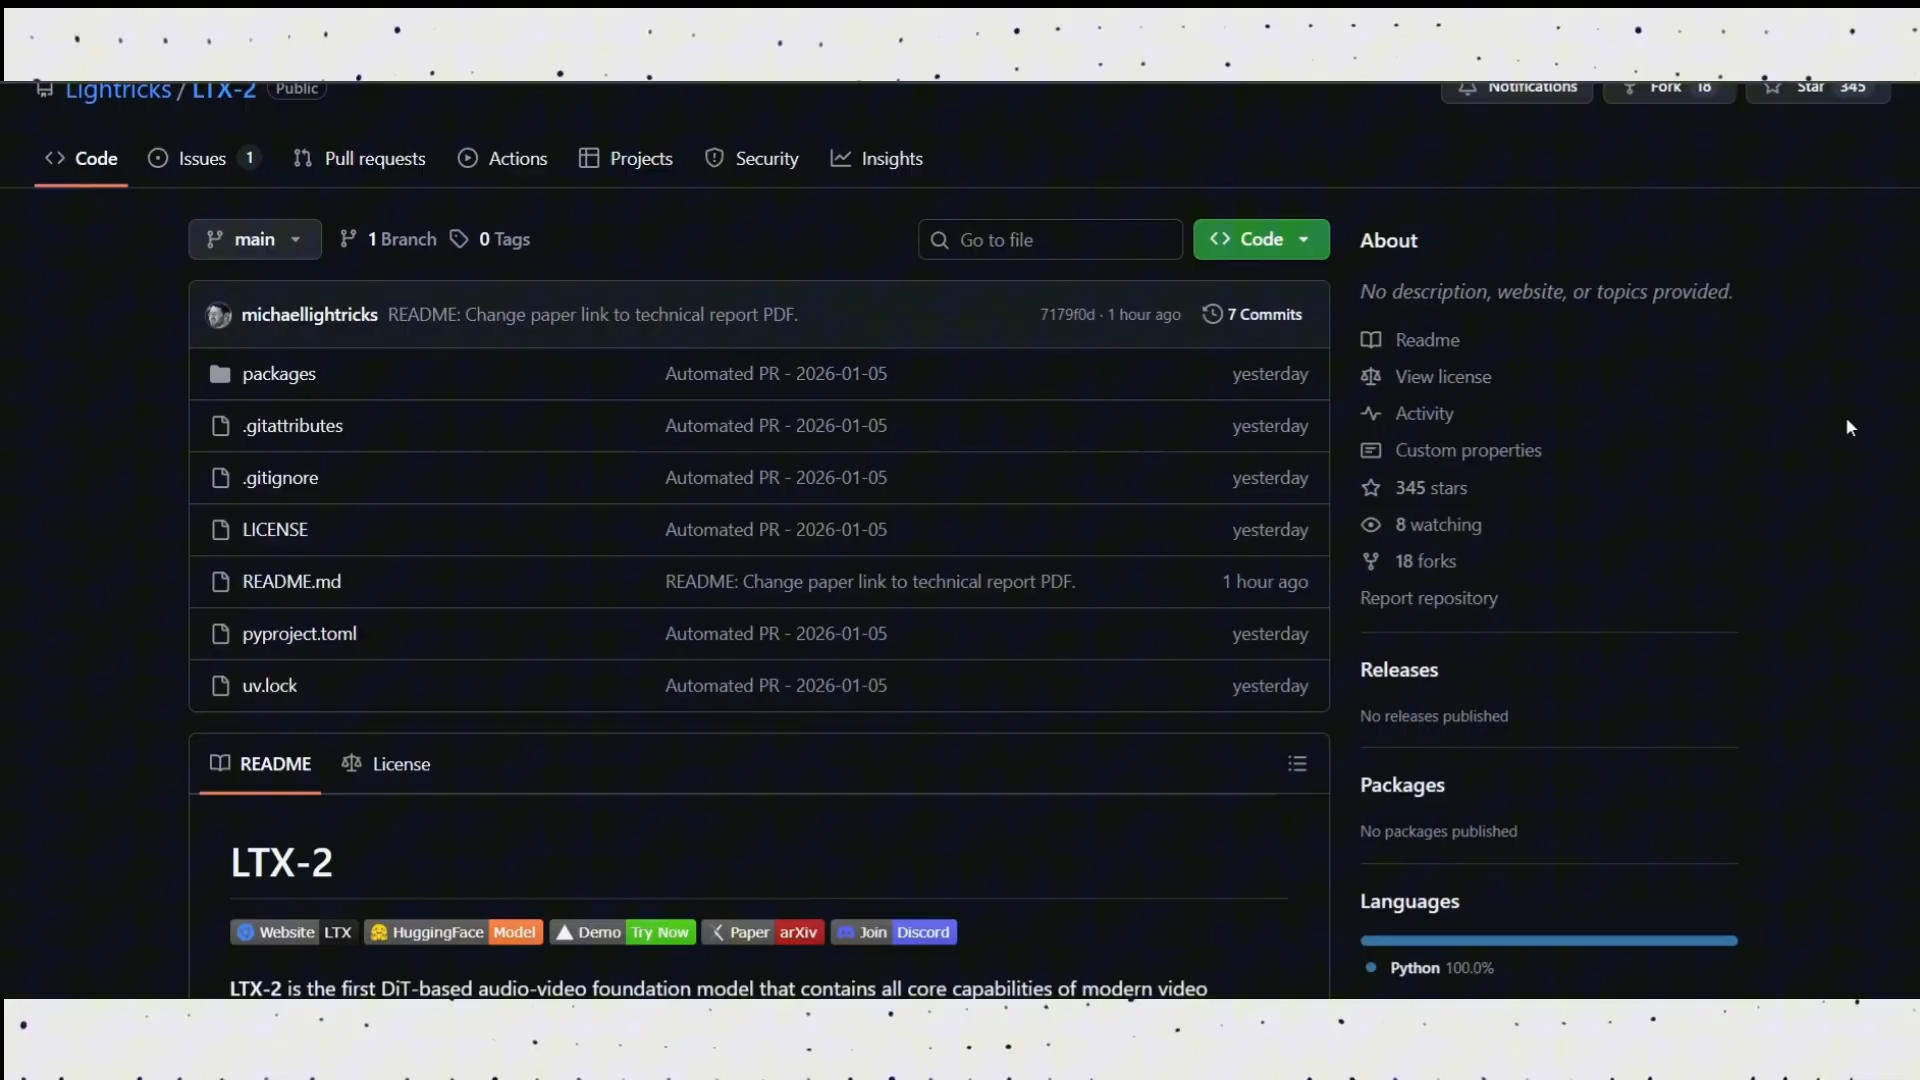 Lightricks / LTX-2 Public
Notifications Fork 18 Star 345
Code Issues 1 Pull requests Actions Projects Security Insights
main 1 Branch 0 Tags Go to file Code
michaellightricks README: Change paper link to technical report PDF. 7179f0d · 1 hour ago 7 Commits
packages Automated PR - 2026-01-05 yesterday
.gitattributes Automated PR - 2026-01-05 yesterday
.gitignore Automated PR - 2026-01-05 yesterday
LICENSE Automated PR - 2026-01-05 yesterday
README.md README: Change paper link to technical report PDF. 1 hour ago
pyproject.toml Automated PR - 2026-01-05 yesterday
uv.lock Automated PR - 2026-01-05 yesterday
README License
LTX-2
Website LTX HuggingFace Model Demo Try Now Paper arXiv Join Discord
LTX-2 is the first DiT-based audio-video foundation model that contains all core capabilities of modern video
About
No description, website, or topics provided.
Readme
View license
Activity
Custom properties
345 stars
8 watching
18 forks
Report repository
Releases
No releases published
Packages
No packages published
Languages
Python 100.0%